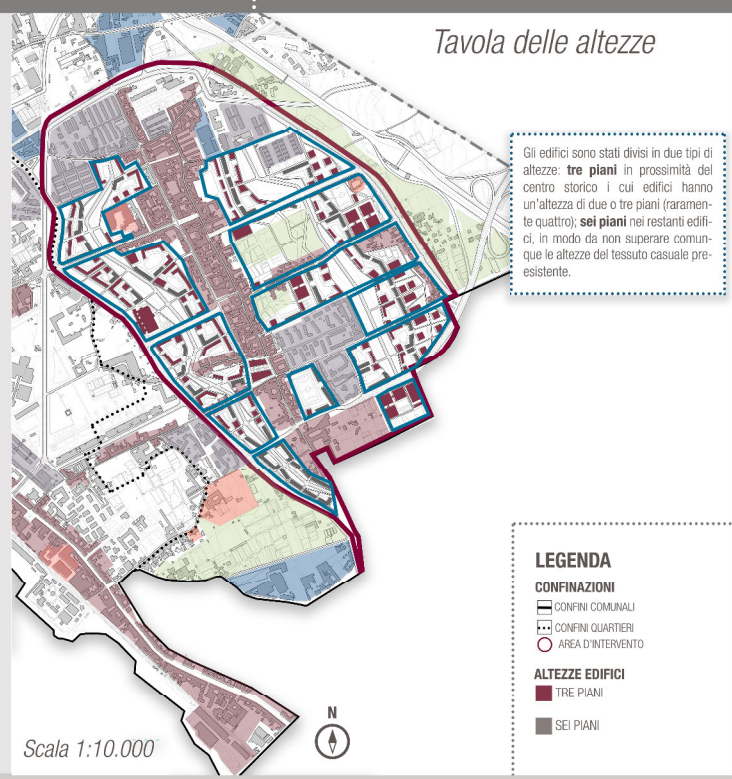 Tavola delle altezze
Gli edifici sono stati divisi in due tipi di
altezze: tre piani in prossimità del
centro storico i cui edifici hanno
un'altezza di due o tre piani (raramen-
te quattro); sei piani nei restanti edifi-
ci, in modo da non superare comun-
que le altezze del tessuto casuale pre-
esistente.
LEGENDA
CONFINAZIONI
CONFINI COMUNALI
CONFINI QUARTIERI
AREA D'INTERVENTO
ALTEZZE EDIFICI
TRE PIANI
SEI PIANI
N
Scala 1:10.000